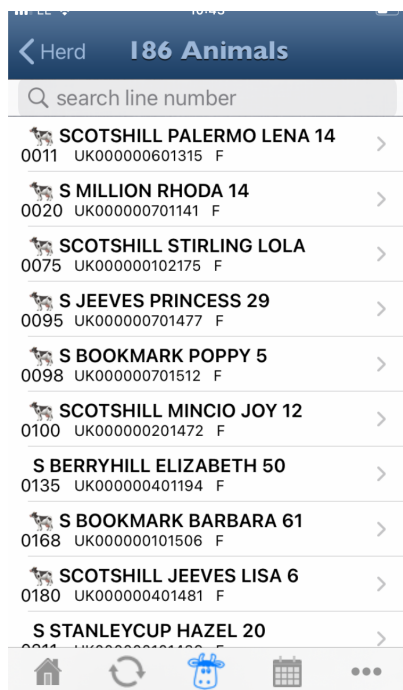 Herd
186 Animals
search line number
SCOTSHILL PALERMO LENA 14
0011 UK000000601315 F
S MILLION RHODA 14
0020 UK000000701141 F
SCOTSHILL STIRLING LOLA
0075 UK000000102175 F
S JEEVES PRINCESS 29
0095 UK000000701477 F
S BOOKMARK POPPY 5
0098 UK000000701512 F
SCOTSHILL MINCIO JOY 12
0100 UK000000201472 F
S BERRYHILL ELIZABETH 50
0135 UK000000401194 F
S BOOKMARK BARBARA 61
0168 UK000000101506 F
SCOTSHILL JEEVES LISA 6
0180 UK000000401481 F
S STANLEYCUP HAZEL 20